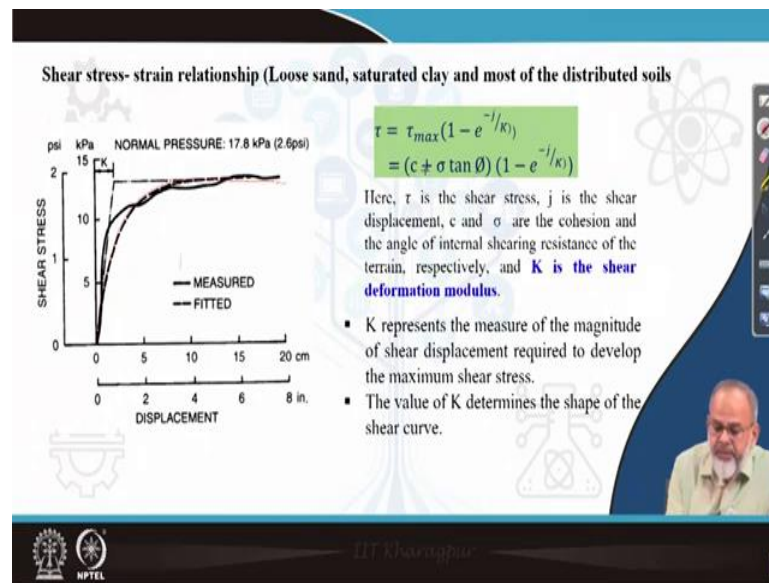 Shear stress- strain relationship (Loose sand, saturated clay and most of the distributed soils
psi kPa NORMAL PRESSURE: 17.8 kPa (2.6psi)
15
K
2
10
1
5
0
0
SHEAR STRESS
MEASURED
FITTED
0 5 10 15 20 cm
0 2 4 6 8 in.
DISPLACEMENT
τ = τmax(1 − e^−j/K))
= (c + σ tan Ø) (1 − e^−j/K))
Here, τ is the shear stress, j is the shear
displacement, c and σ are the cohesion and
the angle of internal shearing resistance of the
terrain, respectively, and K is the shear
deformation modulus.
▪ K represents the measure of the magnitude
of shear displacement required to develop
the maximum shear stress.
▪ The value of K determines the shape of the
shear curve.
IIT Kharagpur
NPTEL